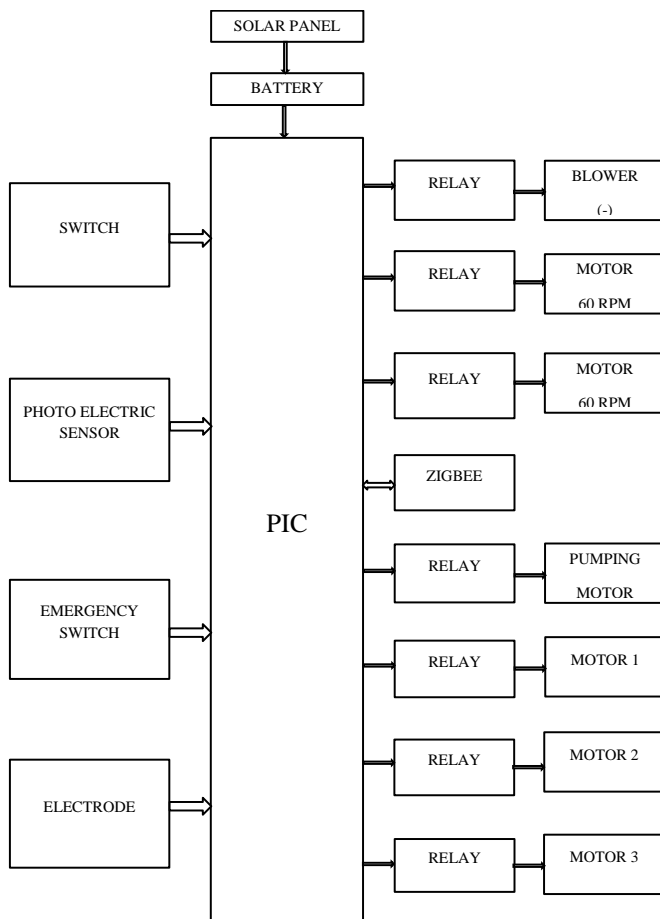 SOLAR PANEL
BATTERY
SWITCH
PHOTO ELECTRIC
SENSOR
EMERGENCY
SWITCH
ELECTRODE
PIC
RELAY
BLOWER
(-)
RELAY
MOTOR
60 RPM
RELAY
MOTOR
60 RPM
ZIGBEE
RELAY
PUMPING
MOTOR
RELAY
MOTOR 1
RELAY
MOTOR 2
RELAY
MOTOR 3